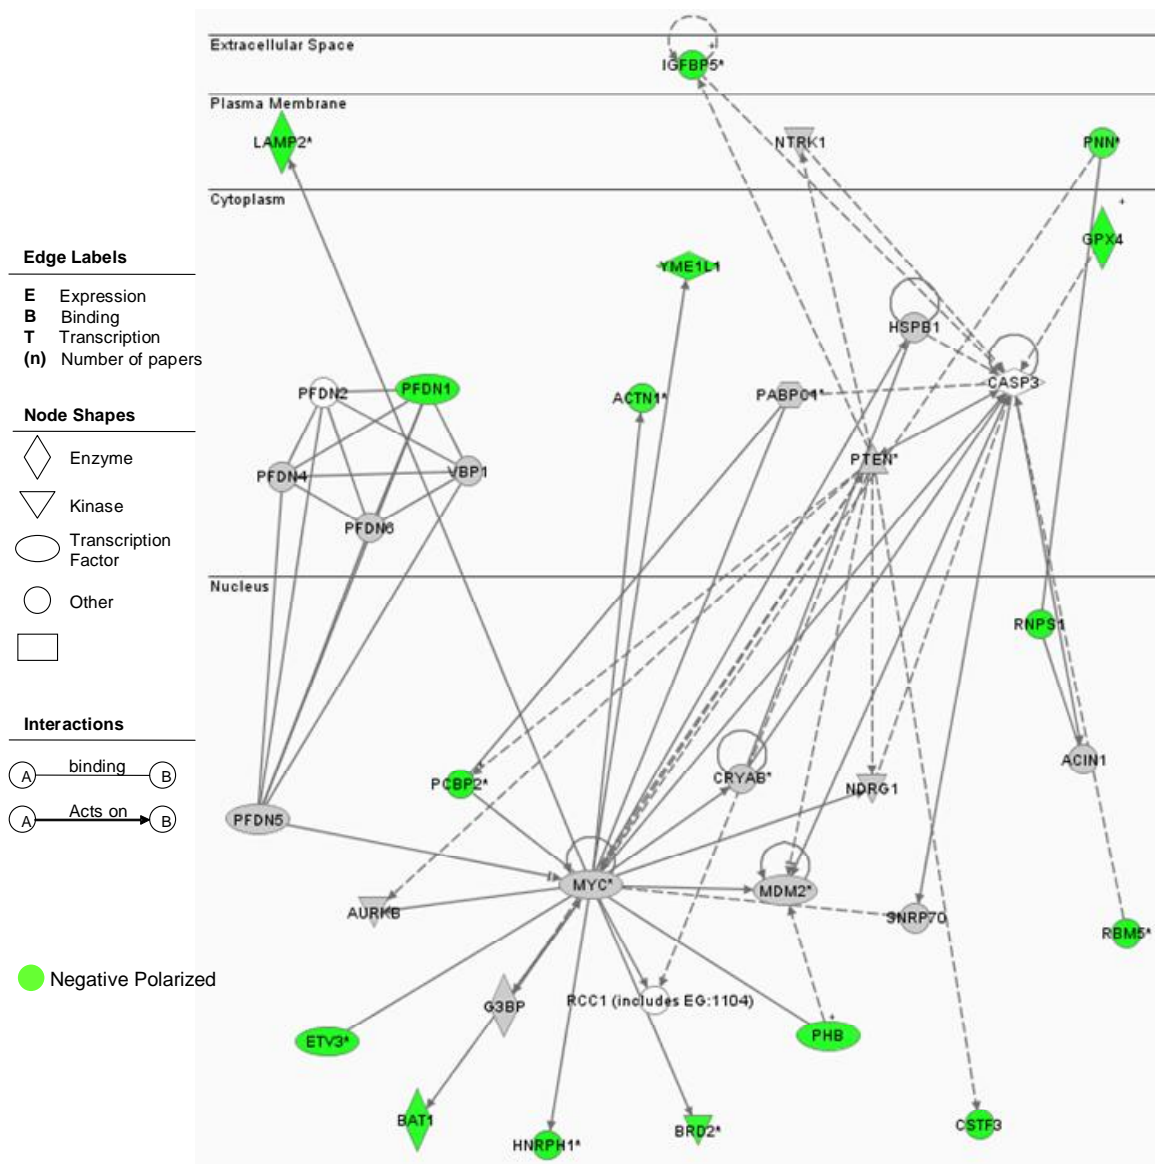 Extracellular Space
IGFBP5*
Plasma Membrane
LAMP2*
NTRK1
PNN*
Cytoplasm
GPX4
YME1L1
HSPB1
CASP3
PFDN2
PFDN1
ACTN1*
PABPC1*
PTEN*
PFDN4
VBP1
PFDN6
Nucleus
RNPS1
ACIN1
PCBP2*
CRYAB*
NDRG1
PFDN5
MYC*
MDM2*
AURKB
SNRP70
RBM5*
G3BP
RCC1 (includes EG:1104)
ETV3*
PHB
BAT1
HNRPH1*
BRD2*
CSTF3
Edge Labels
E Expression
B Binding
T Transcription
(n) Number of papers
Node Shapes
Enzyme
Kinase
Transcription
Factor
Other
Interactions
A binding B
A Acts on B
Negative Polarized